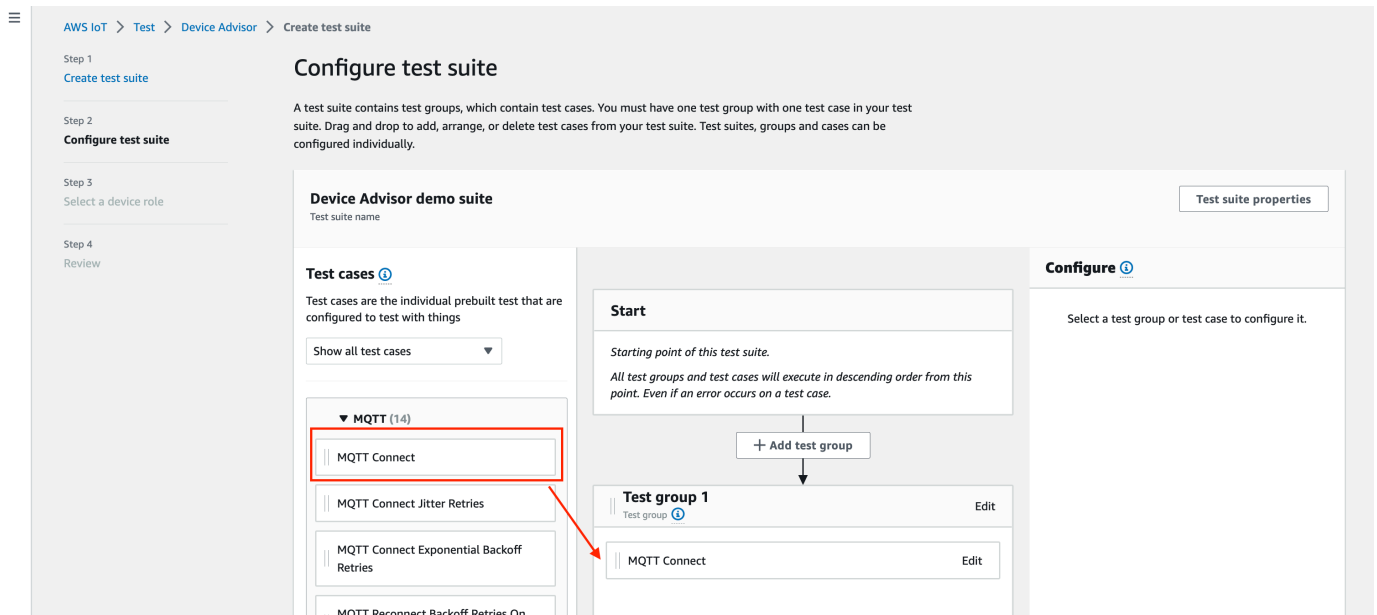 AWS IoT > Test > Device Advisor > Create test suite
Step 1
Create test suite
Step 2
Configure test suite
Step 3
Select a device role
Step 4
Review
Configure test suite
A test suite contains test groups, which contain test cases. You must have one test group with one test case in your test
suite. Drag and drop to add, arrange, or delete test cases from your test suite. Test suites, groups and cases can be
configured individually.
Device Advisor demo suite
Test suite name
Test suite properties
Test cases
Test cases are the individual prebuilt test that are
configured to test with things
Show all test cases
MQTT (14)
MQTT Connect
MQTT Connect Jitter Retries
MQTT Connect Exponential Backoff
Retries
MQTT Reconnect Backoff Retries On
Start
Starting point of this test suite.
All test groups and test cases will execute in descending order from this
point. Even if an error occurs on a test case.
+ Add test group
Test group 1
Test group
Edit
MQTT Connect
Edit
Configure
Select a test group or test case to configure it.